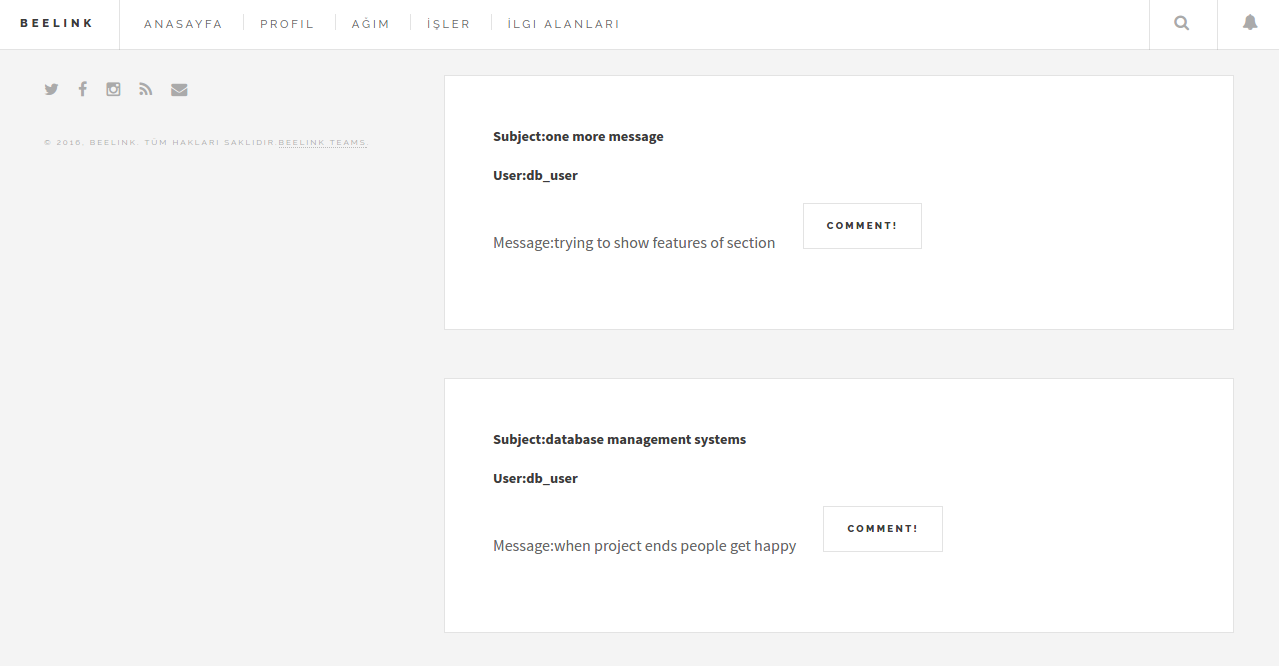 BEELINK ANASAYFA PROFIL AĞIM İŞLER İLGI ALANLARI
© 2016. BEELINK. TÜM HAKLARI SAKLIDIR.BEELINK TEAMS.
Subject:one more message
User:db_user
COMMENT!
Message:trying to show features of section
Subject:database management systems
User:db_user
COMMENT!
Message:when project ends people get happy